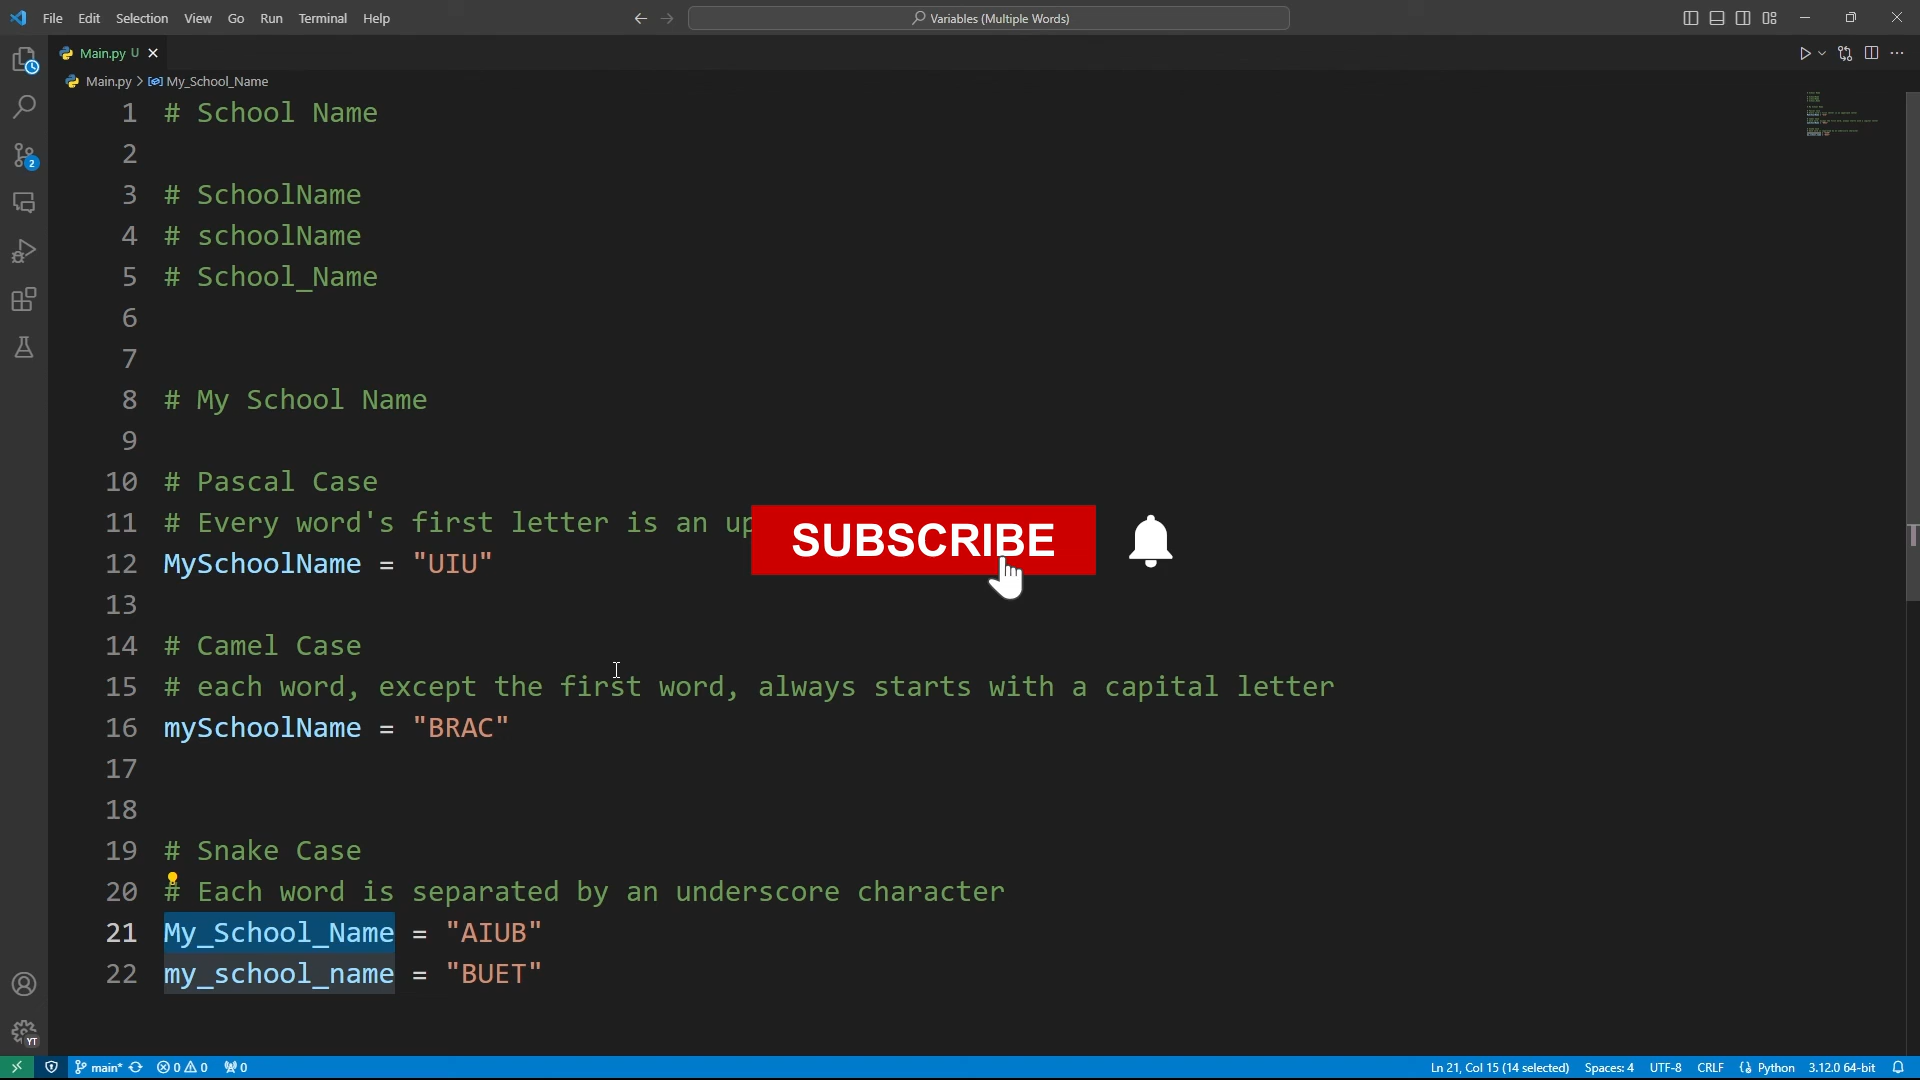 File Edit Selection View Go Run Terminal Help
Variables (Multiple Words)
Main.py U
Main.py > My_School_Name
1 # School Name
2
3 # SchoolName
4 # schoolName
5 # School_Name
6
7
8 # My School Name
9
10 # Pascal Case
11 # Every word's first letter is an up
SUBSCRIBE
12 MySchoolName = "UIU"
13
14 # Camel Case
15 # each word, except the first word, always starts with a capital letter
16 mySchoolName = "BRAC"
17
18
19 # Snake Case
20 # Each word is separated by an underscore character
21 My_School_Name = "AIUB"
22 my_school_name = "BUET"
2
YT
main* 0 0 0 Ln 21, Col 15 (14 selected) Spaces: 4 UTF-8 CRLF Python 3.12.0 64-bit